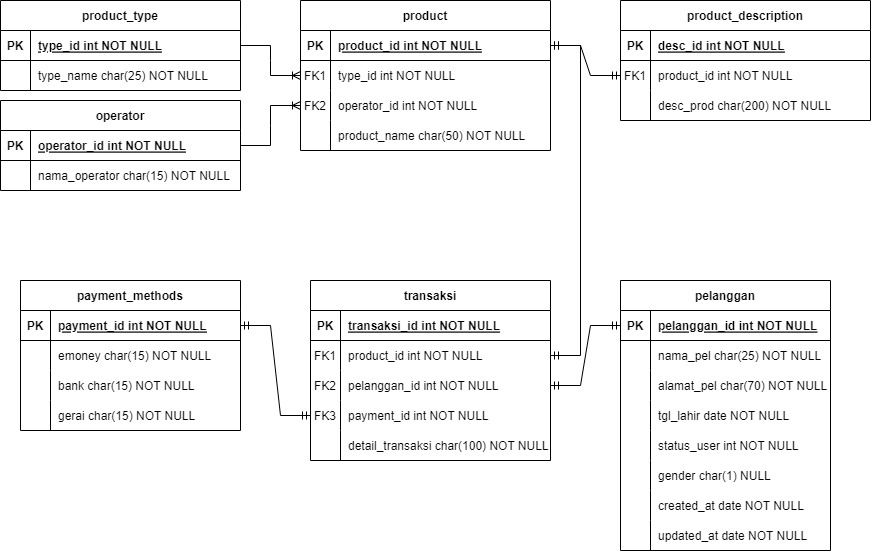 product_type
PK type_id int NOT NULL
type_name char(25) NOT NULL
operator
PK operator_id int NOT NULL
nama_operator char(15) NOT NULL
product
PK product_id int NOT NULL
FK1 type_id int NOT NULL
FK2 operator_id int NOT NULL
product_name char(50) NOT NULL
product_description
PK desc_id int NOT NULL
FK1 product_id int NOT NULL
desc_prod char(200) NOT NULL
payment_methods
PK payment_id int NOT NULL
emoney char(15) NOT NULL
bank char(15) NOT NULL
gerai char(15) NOT NULL
transaksi
PK transaksi_id int NOT NULL
FK1 product_id int NOT NULL
FK2 pelanggan_id int NOT NULL
FK3 payment_id int NOT NULL
detail_transaksi char(100) NOT NULL
pelanggan
PK pelanggan_id int NOT NULL
nama_pel char(25) NOT NULL
alamat_pel char(70) NOT NULL
tgl_lahir date NOT NULL
status_user int NOT NULL
gender char(1) NULL
created_at date NOT NULL
updated_at date NOT NULL